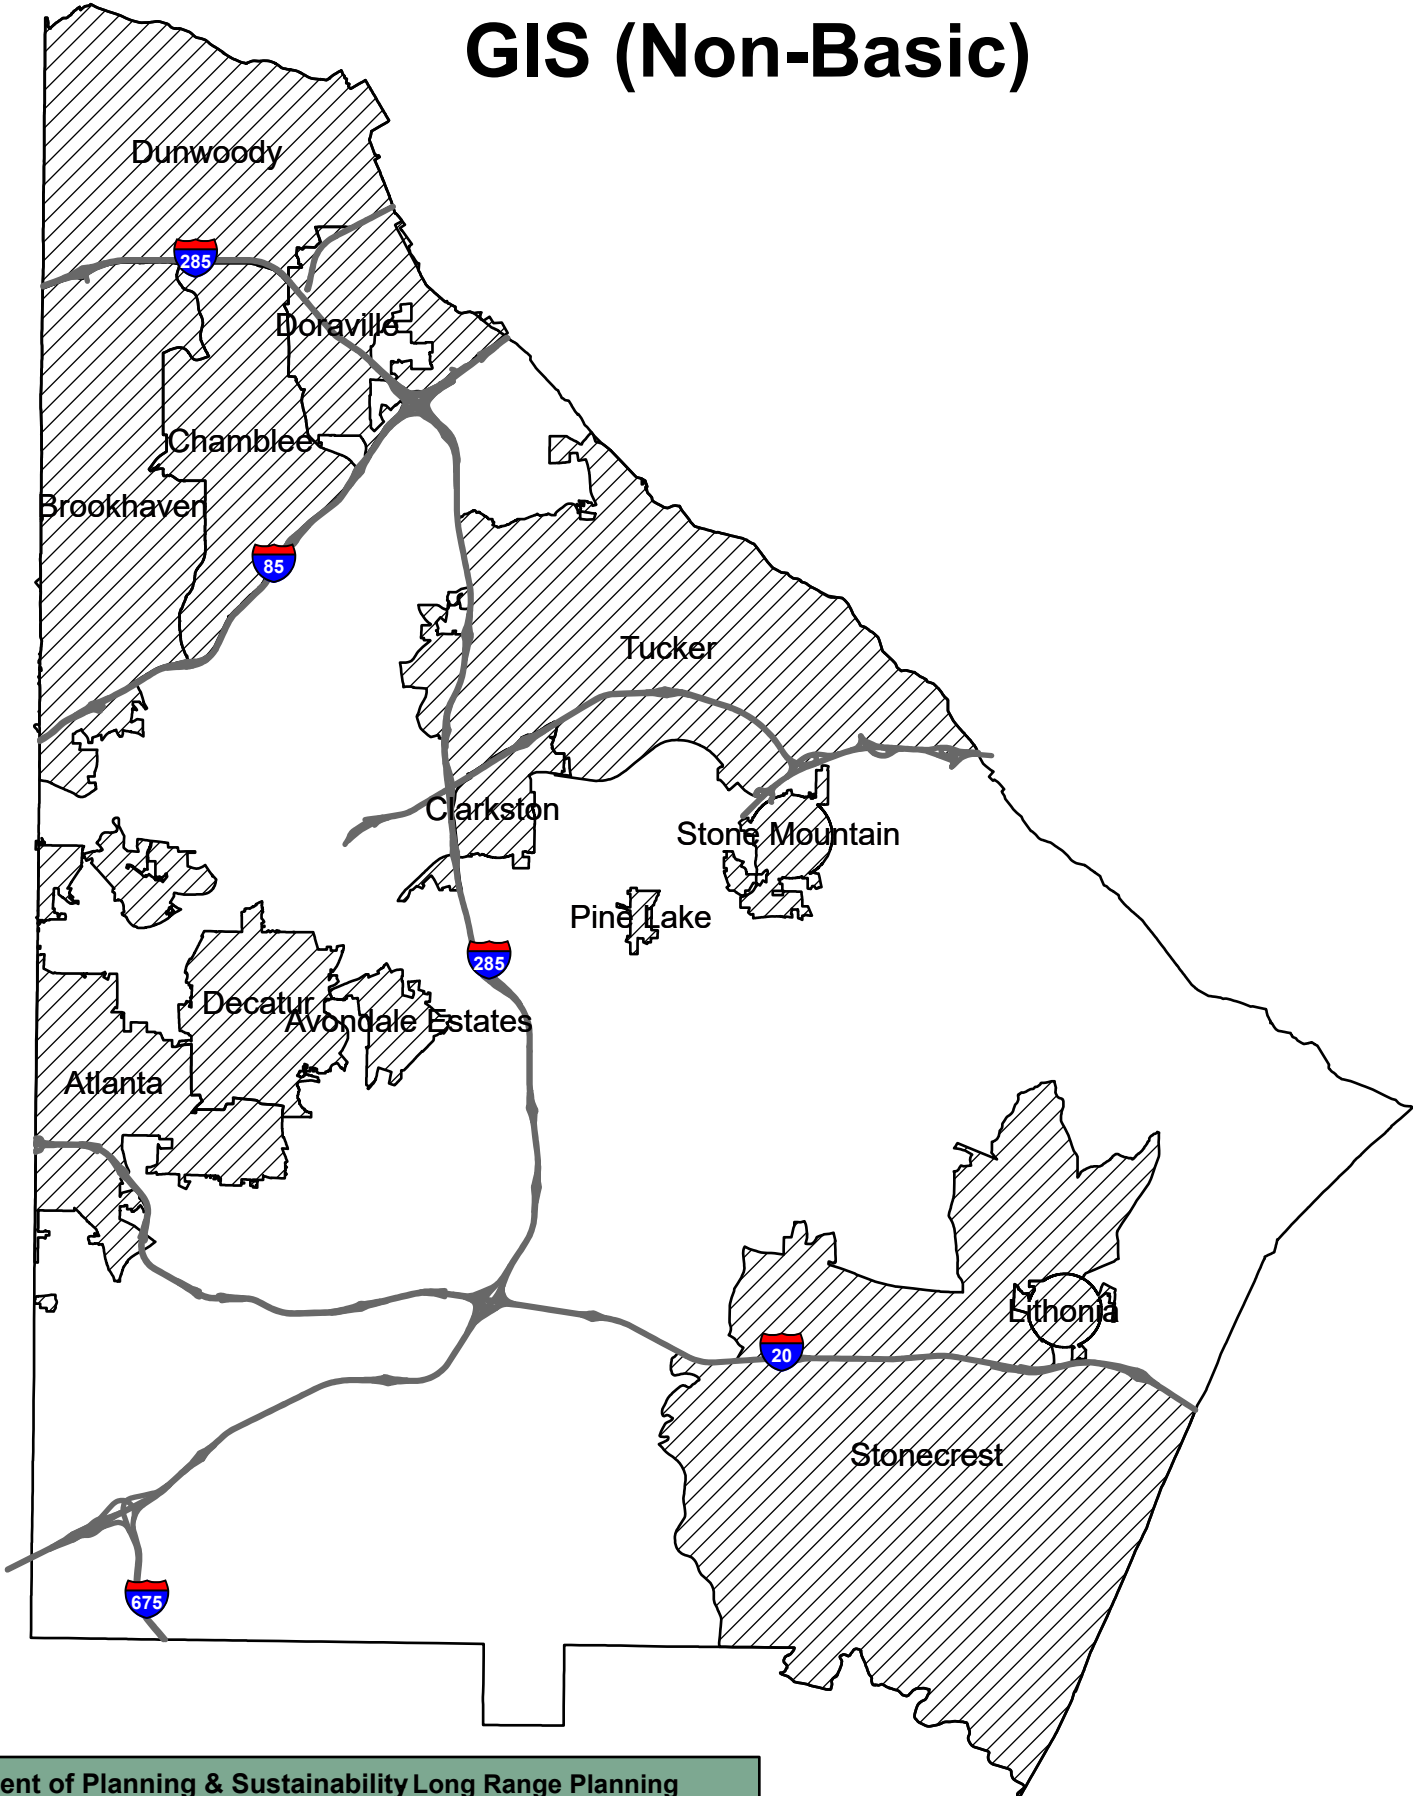 GIS (Non-Basic)
Dunwoody
285
Doraville
Chamblee
Brookhaven
85
Tucker
Clarkston
Stone Mountain
Pine Lake
285
Decatur
Avondale Estates
Atlanta
Lithonia
20
Stonecrest
675
ent of Planning & Sustainability Long Range Planning